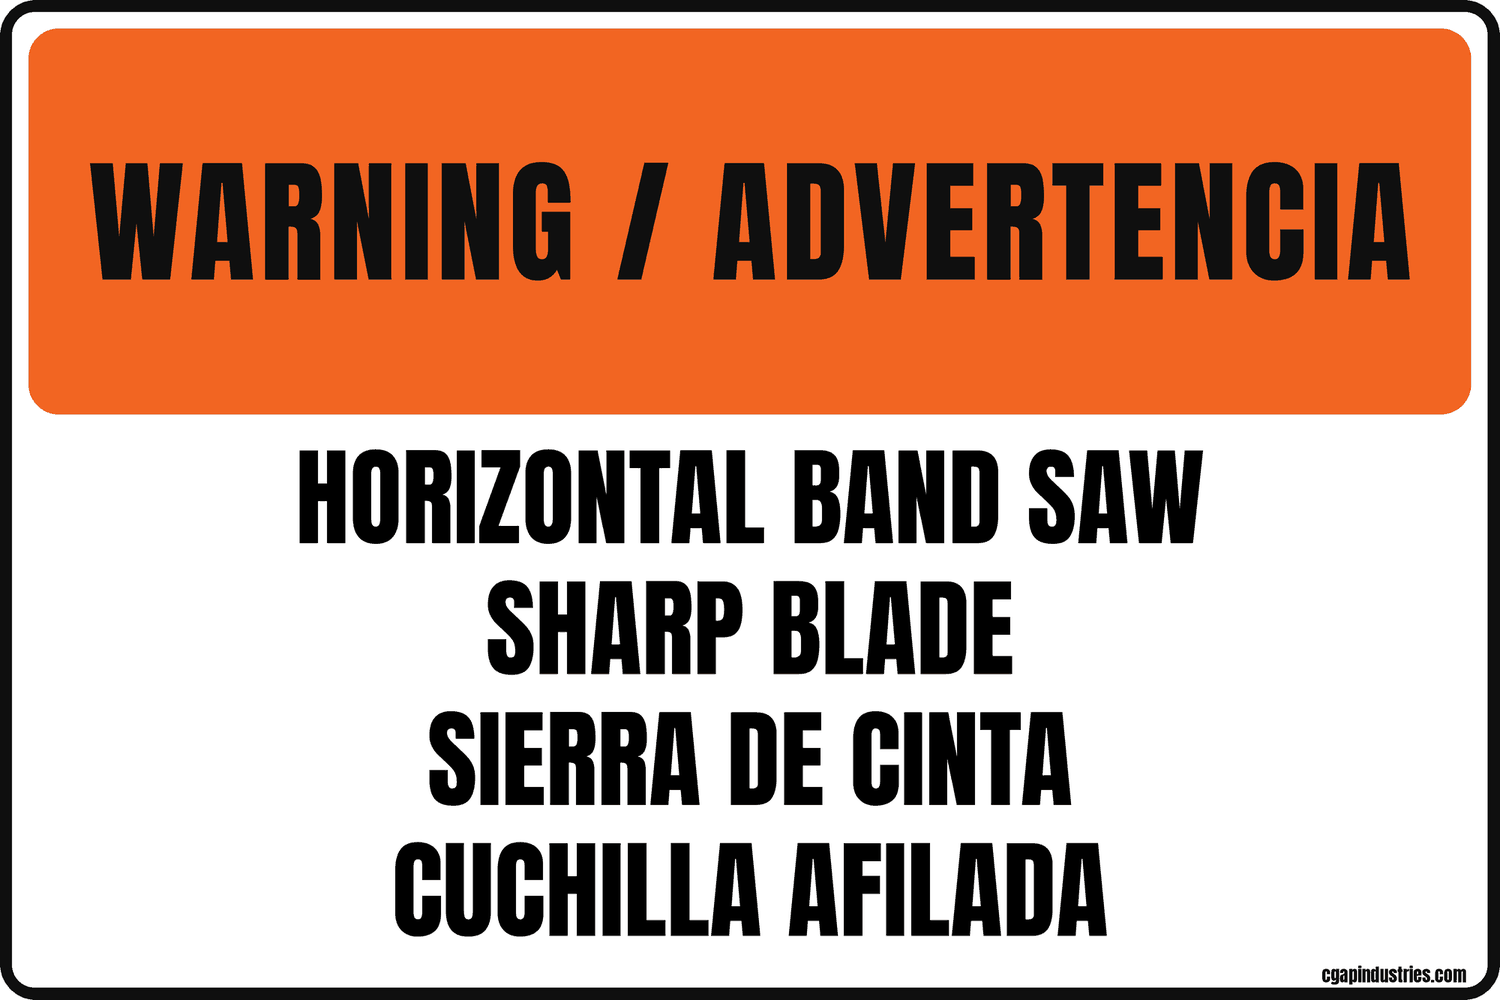 WARNING / ADVERTENCIA
HORIZONTAL BAND SAW
SHARP BLADE
SIERRA DE CINTA
CUCHILLA AFILADA
cgapindustries.com